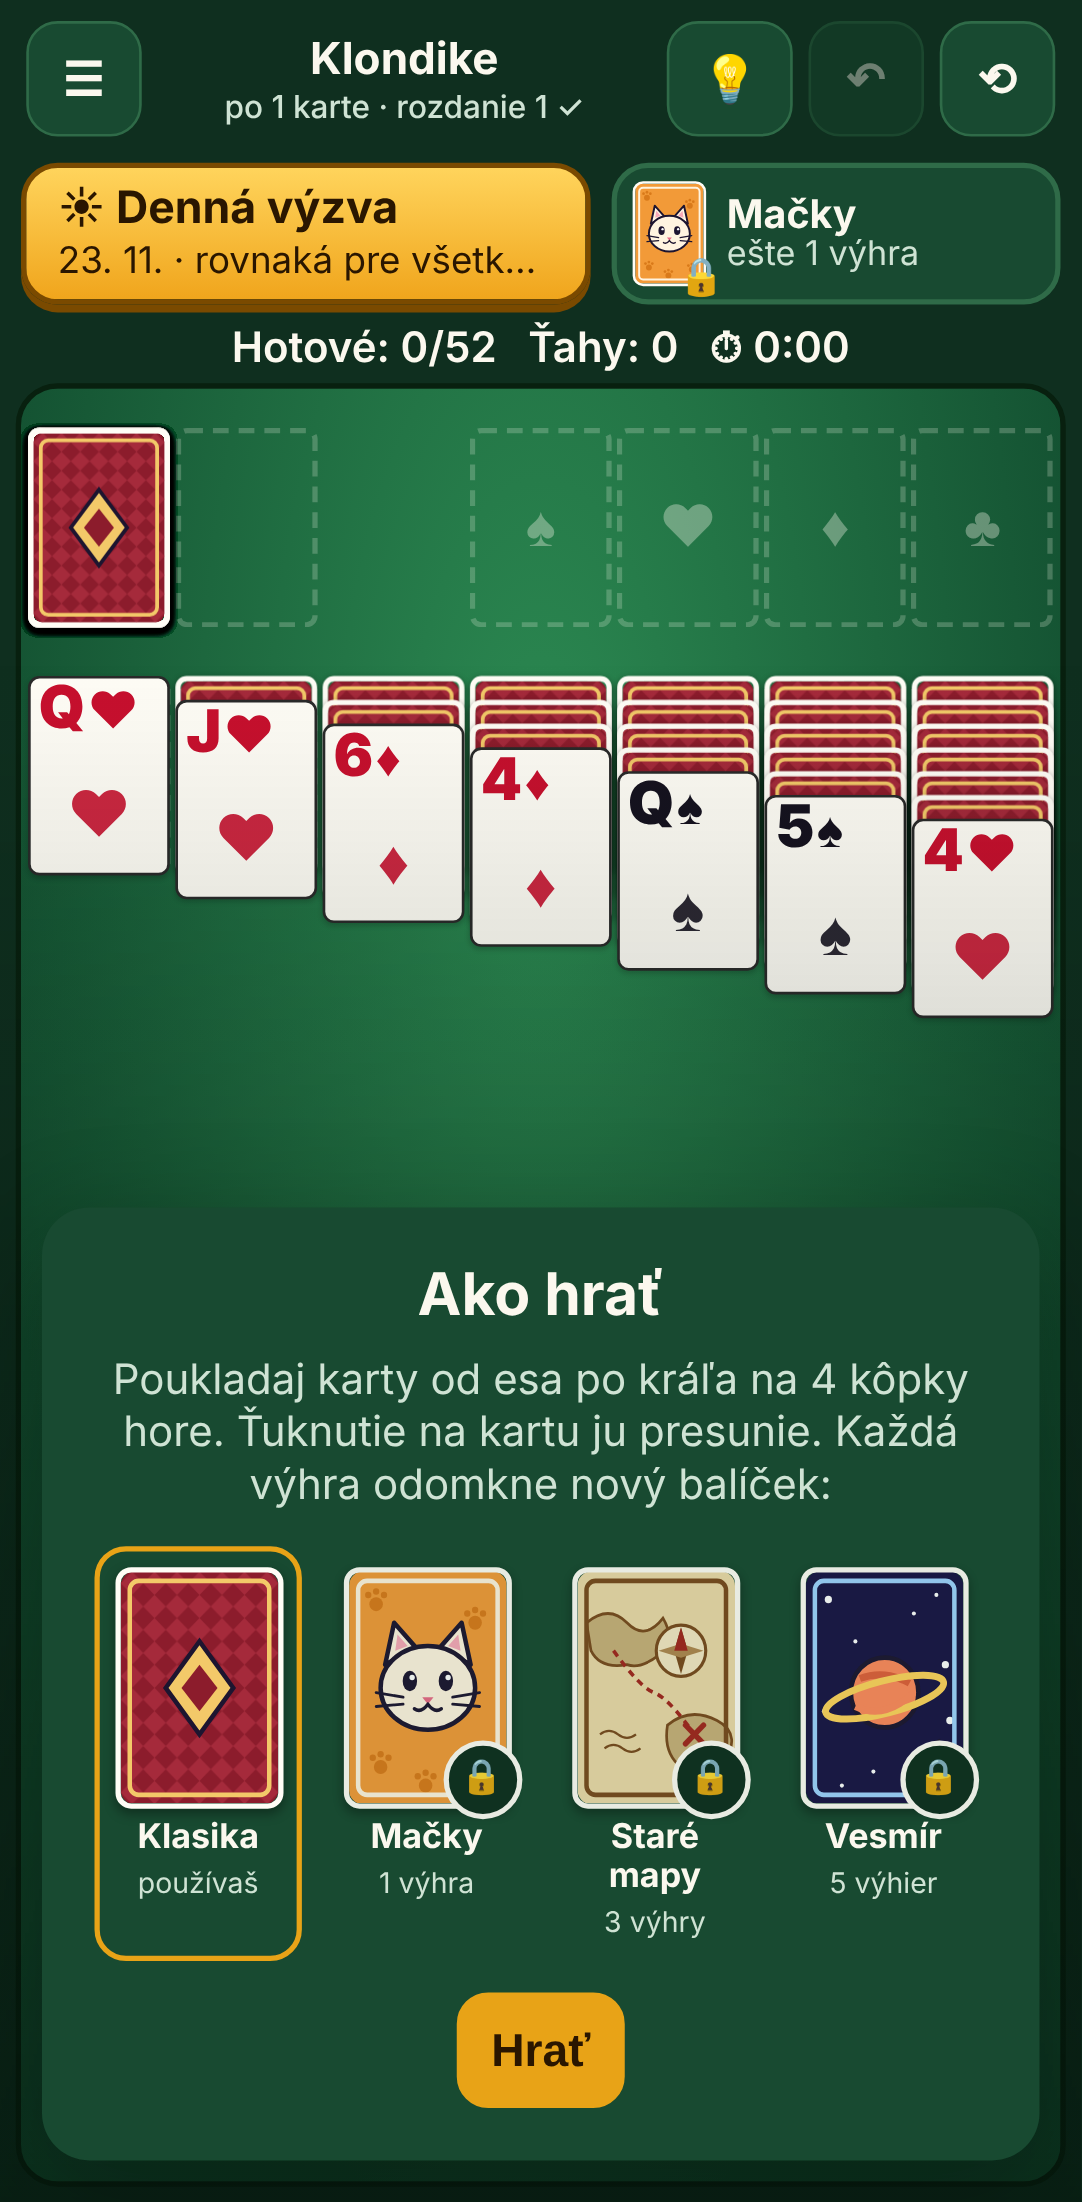 Klondike
po 1 karte · rozdanie 1 ✓
Denná výzva
23. 11. · rovnaká pre všetk...
Mačky
ešte 1 výhra
Hotové: 0/52 Ťahy: 0 ⏱ 0:00
Q♥ J♥ 6♦ 4♦ Q♠ 5♠ 4♥
Ako hrať
Poukladaj karty od esa po kráľa na 4 kôpky
hore. Ťuknutie na kartu ju presunie. Každá
výhra odomkne nový balíček:
Klasika
používaš
Mačky
1 výhra
Staré
mapy
3 výhry
Vesmír
5 výhier
Hrať